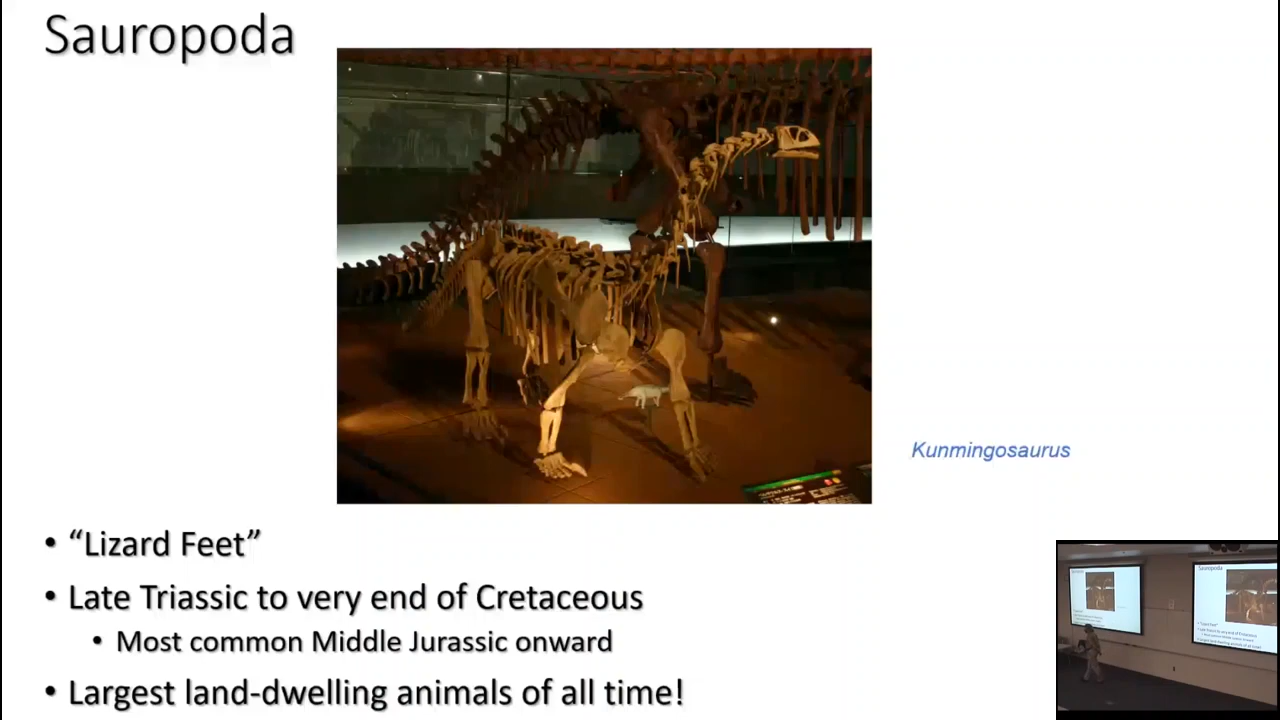 Sauropoda
Kunmingosaurus
• “Lizard Feet”
• Late Triassic to very end of Cretaceous
• Most common Middle Jurassic onward
• Largest land-dwelling animals of all time!
Sauropoda